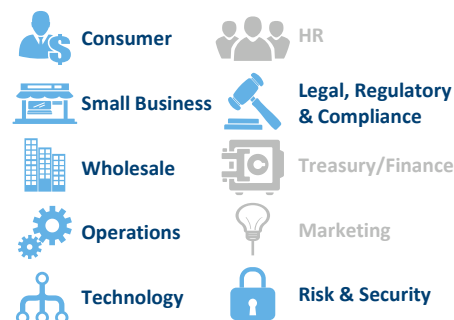 Consumer
HR
Small Business
Legal, Regulatory
& Compliance
Wholesale
Treasury/Finance
Operations
Marketing
Technology
Risk & Security